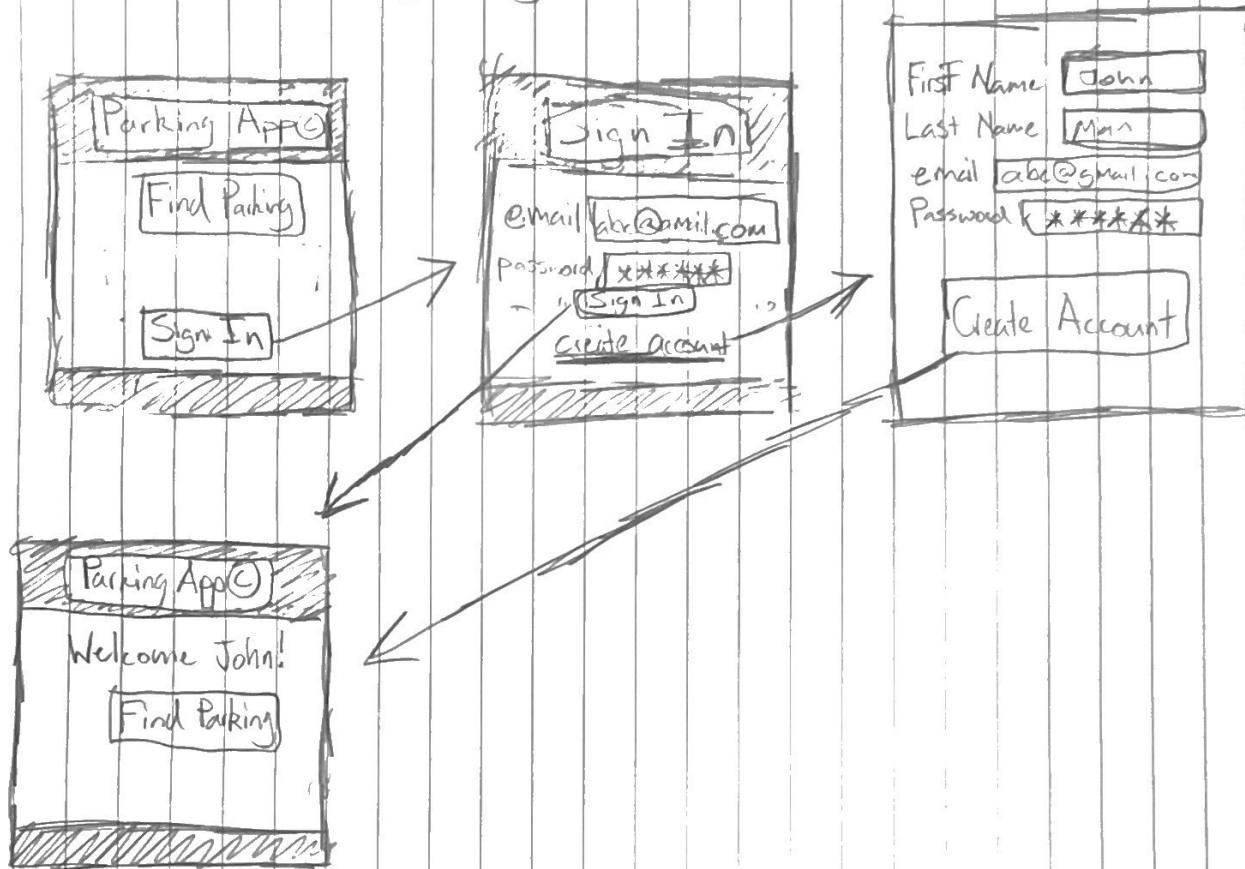 Parking App ©
Find Parking
Sign In
Sign In
email abc@gmail.com
password ******
Sign In
create account
First Name John
Last Name Man
email abc@gmail.com
Password ******
Create Account
Parking App ©
Welcome John!
Find Parking